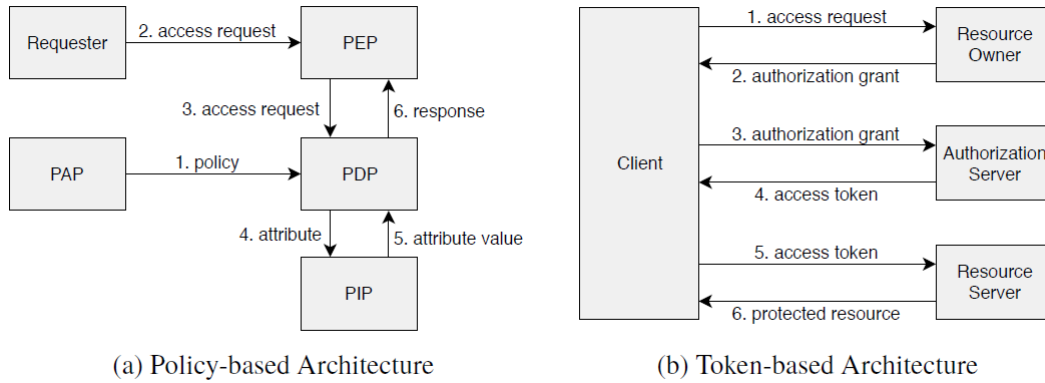 Requester
2. access request
PEP
3. access request
6. response
PAP
1. policy
PDP
4. attribute
5. attribute value
PIP
(a) Policy-based Architecture
Client
1. access request
Resource
Owner
2. authorization grant
3. authorization grant
Authorization
Server
4. access token
5. access token
Resource
Server
6. protected resource
(b) Token-based Architecture